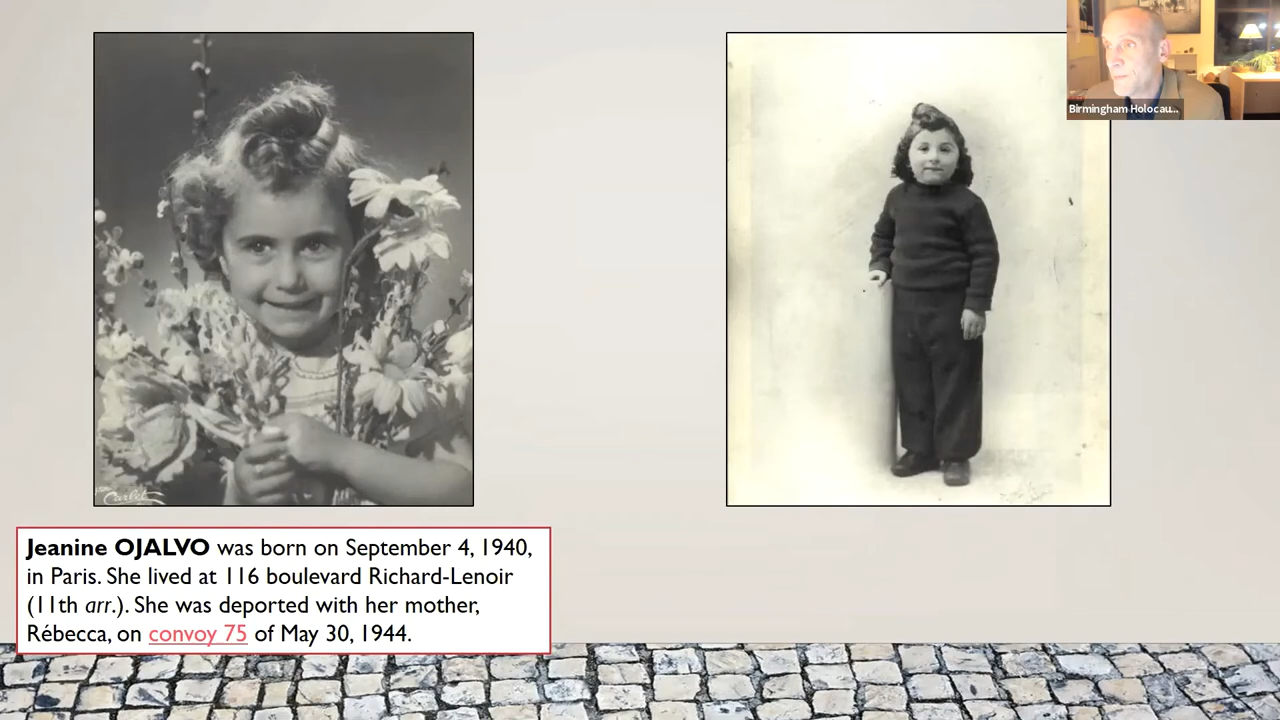 Birmingham Holocau...
Carlet
Jeanine OJALVO was born on September 4, 1940,
in Paris. She lived at 116 boulevard Richard-Lenoir
(11th arr.). She was deported with her mother,
Rébecca, on convoy 75 of May 30, 1944.